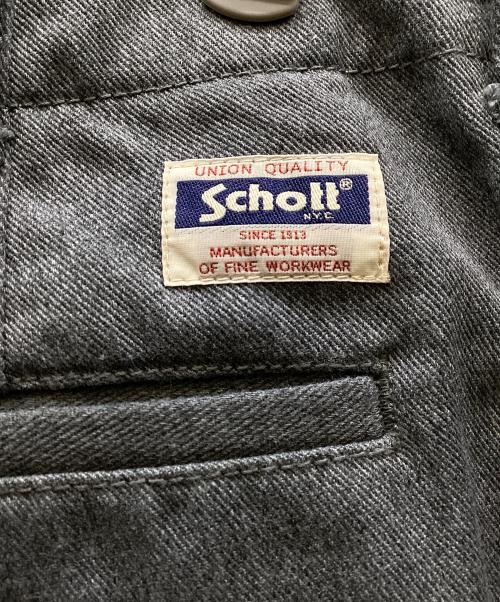 UNION QUALITY
Schott®
N.Y.C.
SINCE 1913
MANUFACTURERS
OF FINE WORKWEAR